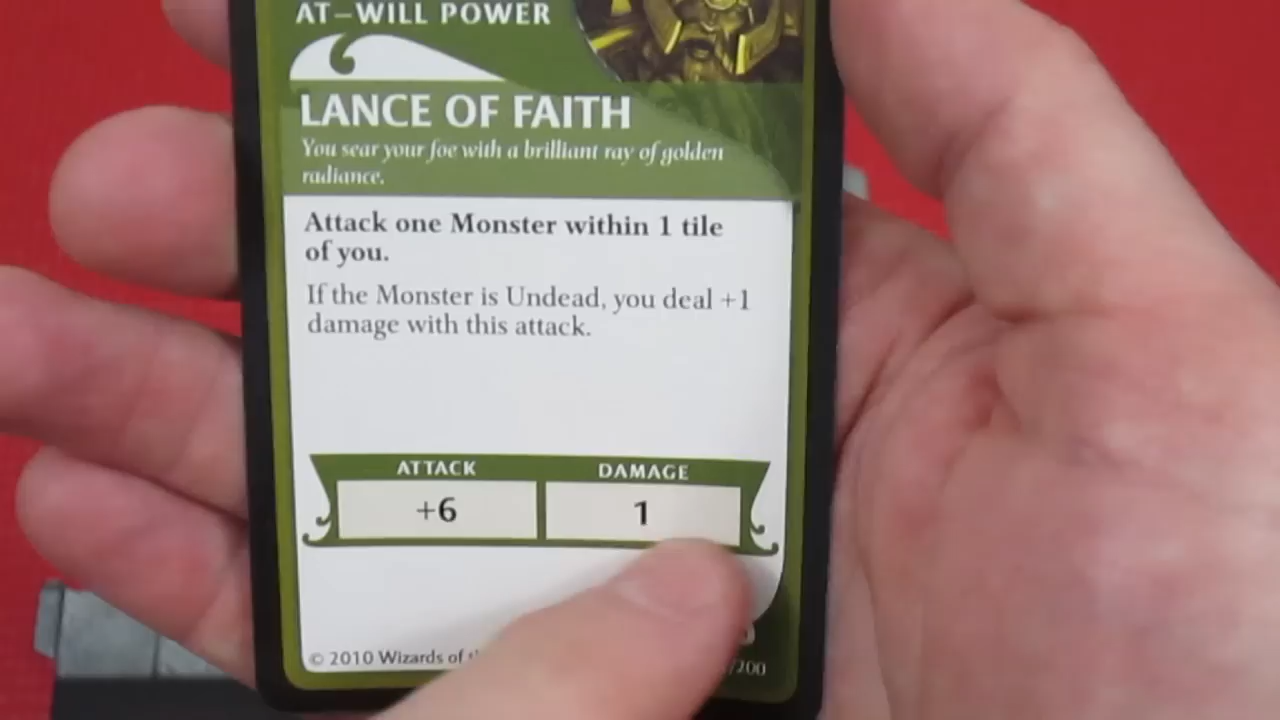 AT–WILL POWER
LANCE OF FAITH
You sear your foe with a brilliant ray of golden
radiance.
Attack one Monster within 1 tile
of you.
If the Monster is Undead, you deal +1
damage with this attack.
ATTACK DAMAGE
+6 1
© 2010 Wizards of
/200